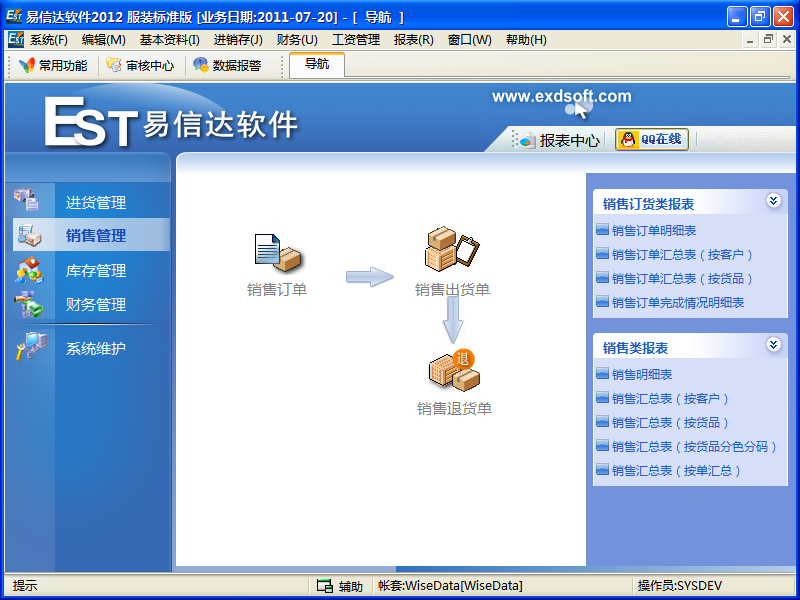 易信达软件2012 服装标准版 [业务日期:2011-07-20] - [ 导航 ]
系统(F) 编辑(M) 基本资料(I) 进销存(J) 财务(U) 工资管理 报表(R) 窗口(W) 帮助(H)
常用功能 审核中心 数据报警 导航
www.exdsoft.com
EST易信达软件
报表中心 QQ在线
进货管理
销售管理
库存管理
财务管理
系统维护
销售订单
销售出货单
退
销售退货单
销售订货类报表
销售订单明细表
销售订单汇总表（按客户）
销售订单汇总表（按货品）
销售订单完成情况明细表
销售类报表
销售明细表
销售汇总表（按客户）
销售汇总表（按货品）
销售汇总表（按货品分色分码）
销售汇总表（按单汇总）
提示 辅助 帐套:WiseData[WiseData] 操作员:SYSDEV